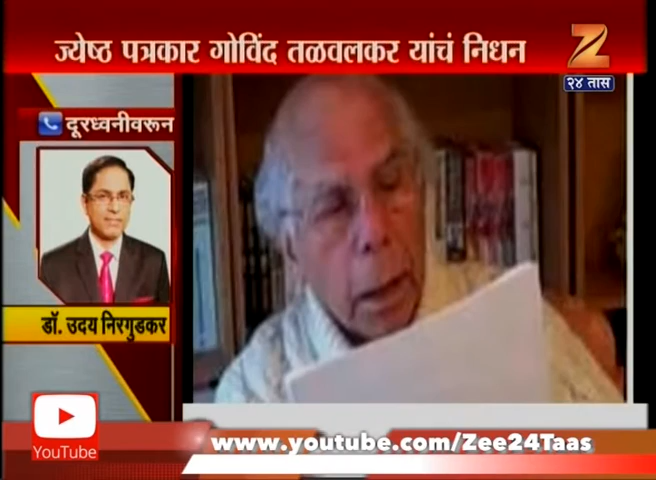 ज्येष्ठ पत्रकार गोविंद तळवलकर यांचं निधन
२४ तास
दूरध्वनीवरून
डॉ. उदय निरगुडकर
YouTube
www.youtube.com/Zee24Taas